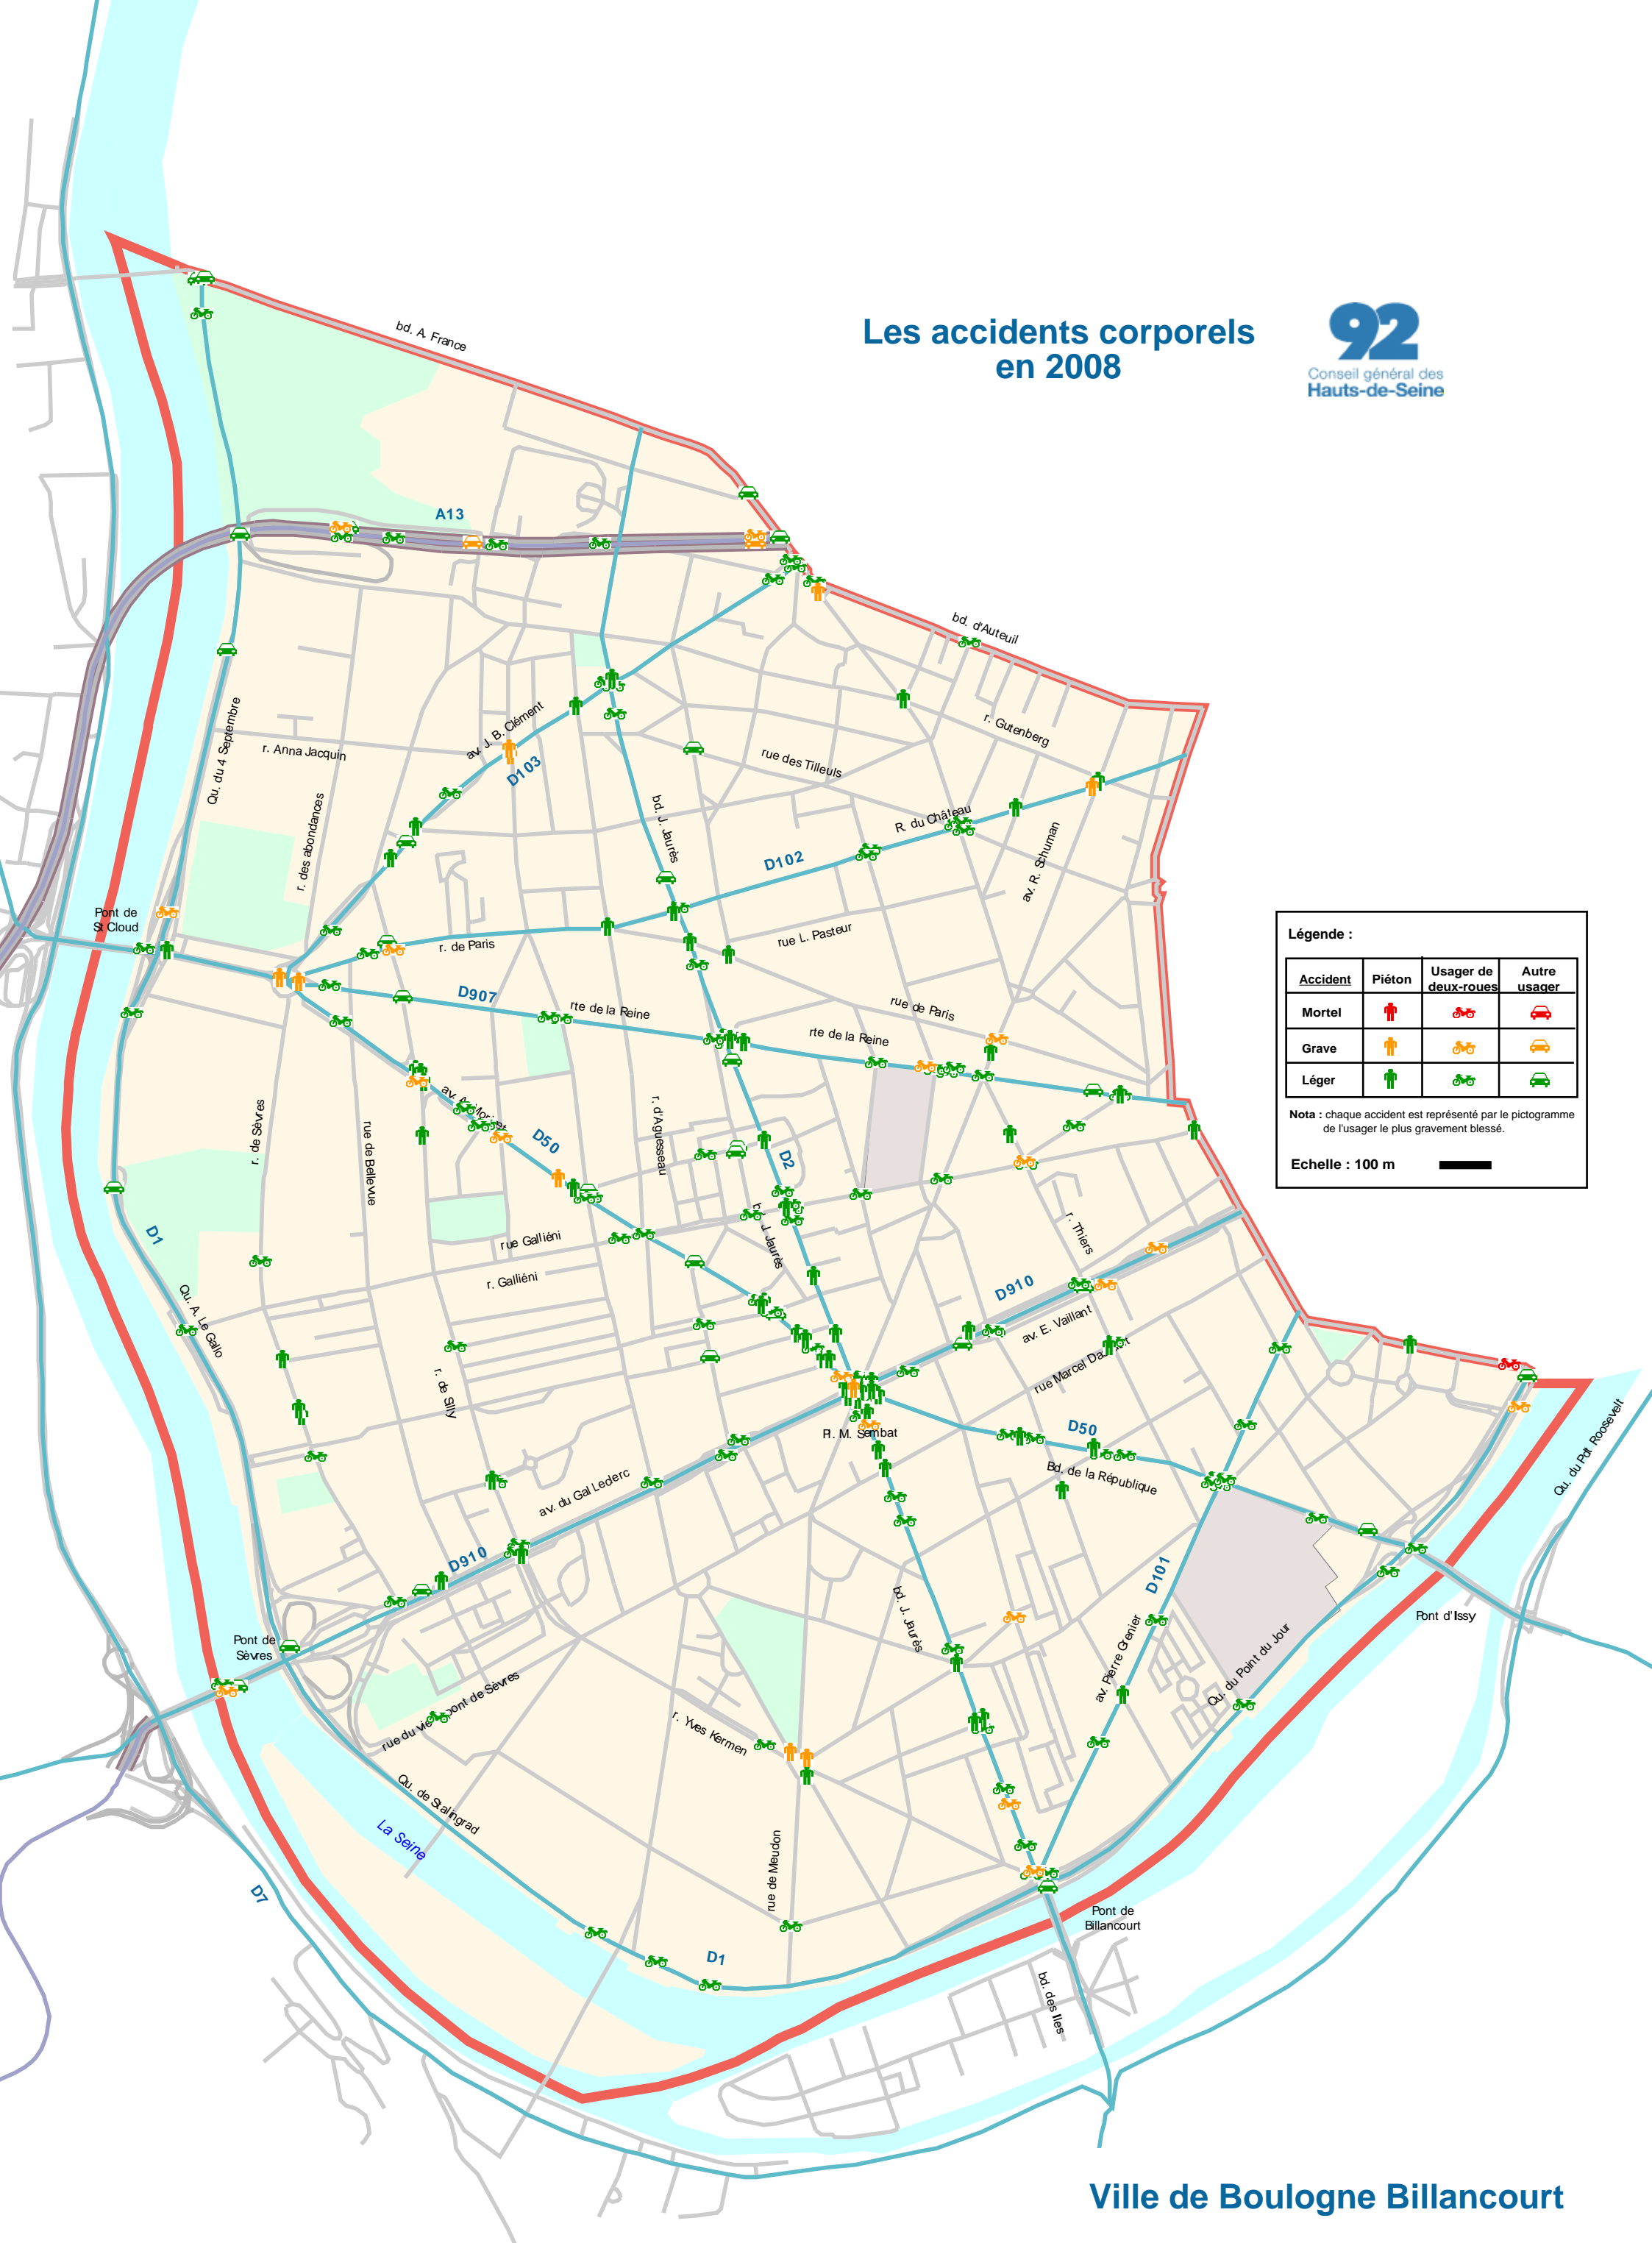 Les accidents corporels
en 2008
92
Conseil général des
Hauts-de-Seine
bd. A. France
A13
bd. d'Auteuil
r. Gutenberg
Qu. du 4 Septembre
r. Anna Jacquin
av. J. B. Clément
D103
rue des Tilleuls
bd. J. Jaurès
R. du Château
D102
av. R. Schuman
r. des abondances
Pont de
St Cloud
r. de Paris
rue L. Pasteur
D907
rte de la Reine
rue de Paris
rte de la Reine
Légende :
Accident
Piéton
Usager de
deux-roues
Autre
usager
Mortel
Grave
Léger
Nota : chaque accident est représenté par le pictogramme
de l'usager le plus gravement blessé.
Echelle : 100 m
r. de Sèvres
rue de Bellevue
D50
r. d'Aguesseau
D2
bd. J. Jaurès
D1
rue Galliéni
r. Galliéni
r. Thiers
D910
av. E. Vaillant
rue Marcel
Qu. A. Le Gallo
r. de Silly
Pl. M. Sembat
D50
Bd. de la République
Qu. du Pdt Roosevelt
av. du Gal Leclerc
D910
D101
bd. J. Jaurès
Pont d'Issy
Pont de
Sèvres
av. Pierre Grenier
Qu. du Point du Jour
rue du pont de Sèvres
r. Yves Kermen
Qu. de Stalingrad
La Seine
rue de Meudon
D7
D1
Pont de
Billancourt
bd. des Iles
Ville de Boulogne Billancourt